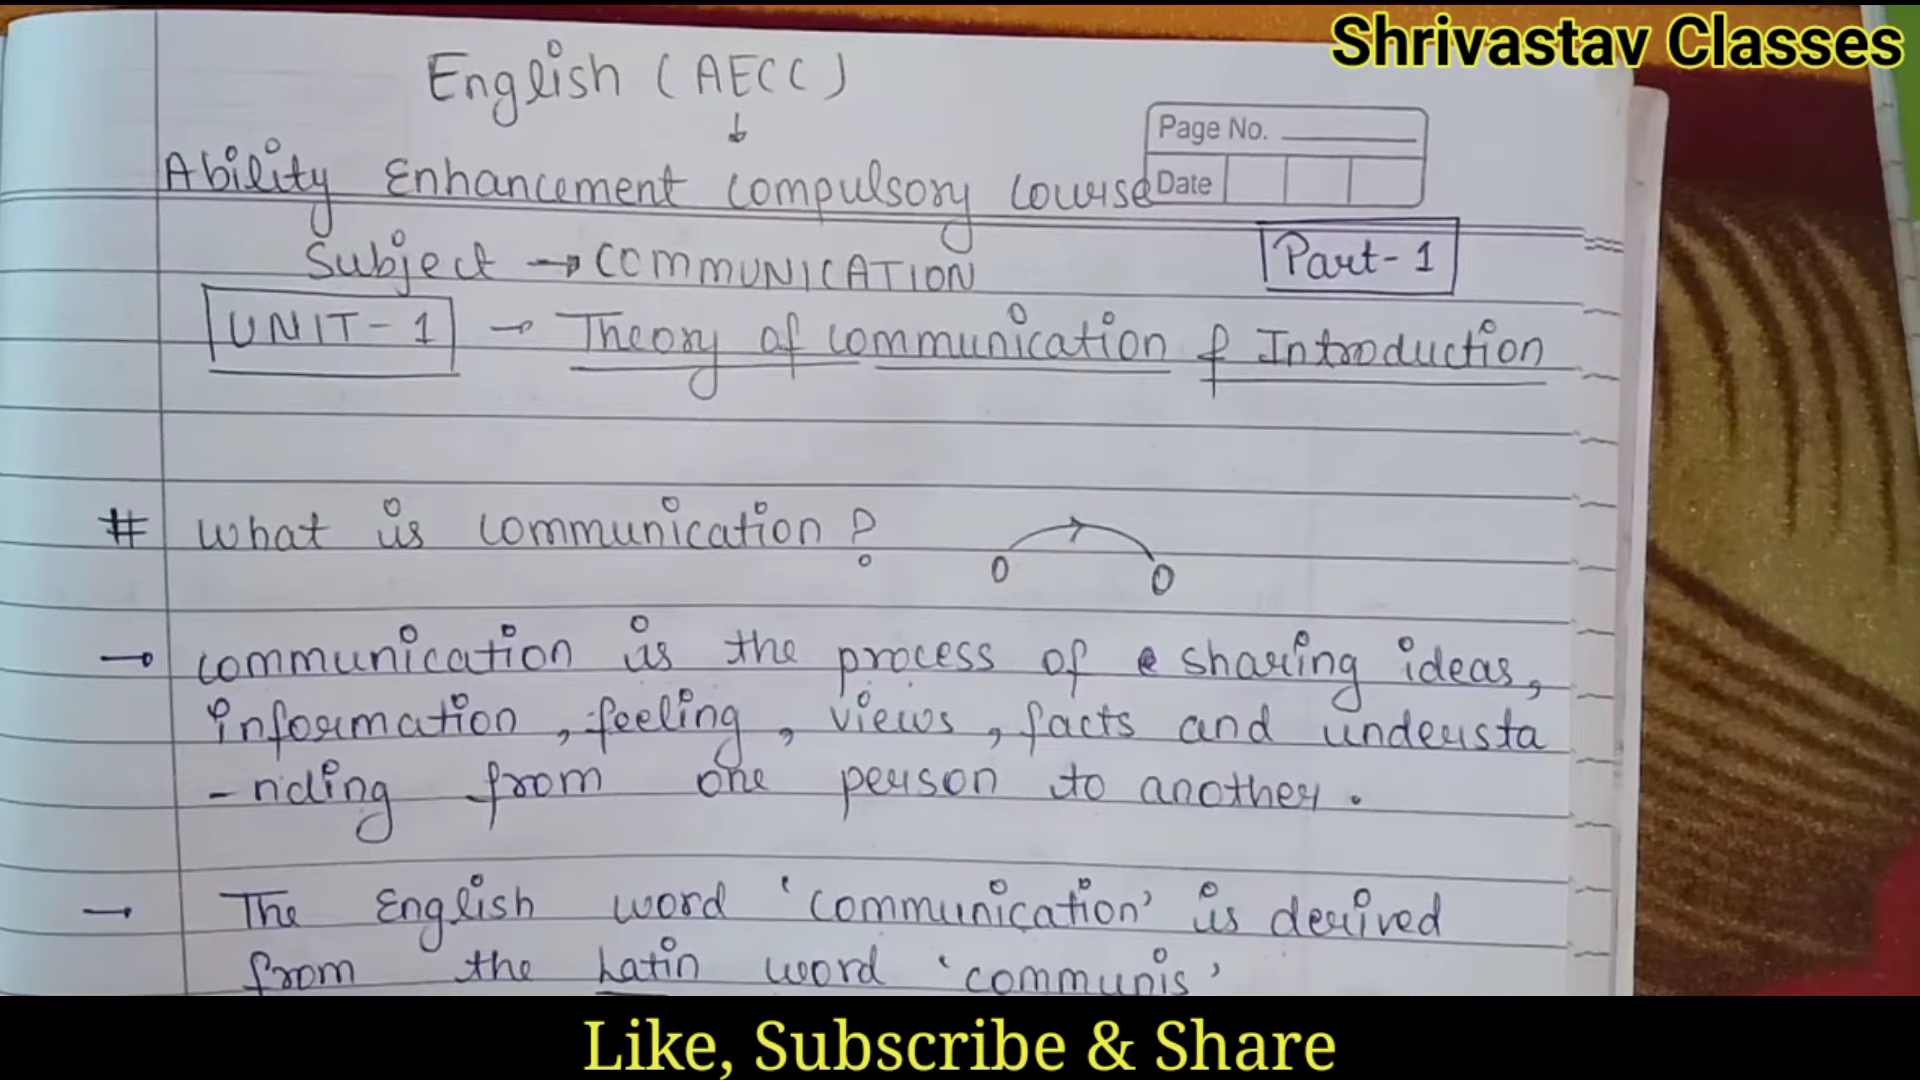 Shrivastav Classes
English (AECC)
↓
Page No.
Ability Enhancement Compulsory Course
Date
Subject → COMMUNICATION
Part-1
UNIT-1 → Theory of communication & Introduction
# What is communication?
→ communication is the process of sharing ideas,
information, feeling, views, facts and understa
-nding from one person to another.
→ The English word 'communication' is derived
from the Latin word 'communis'
Like, Subscribe & Share